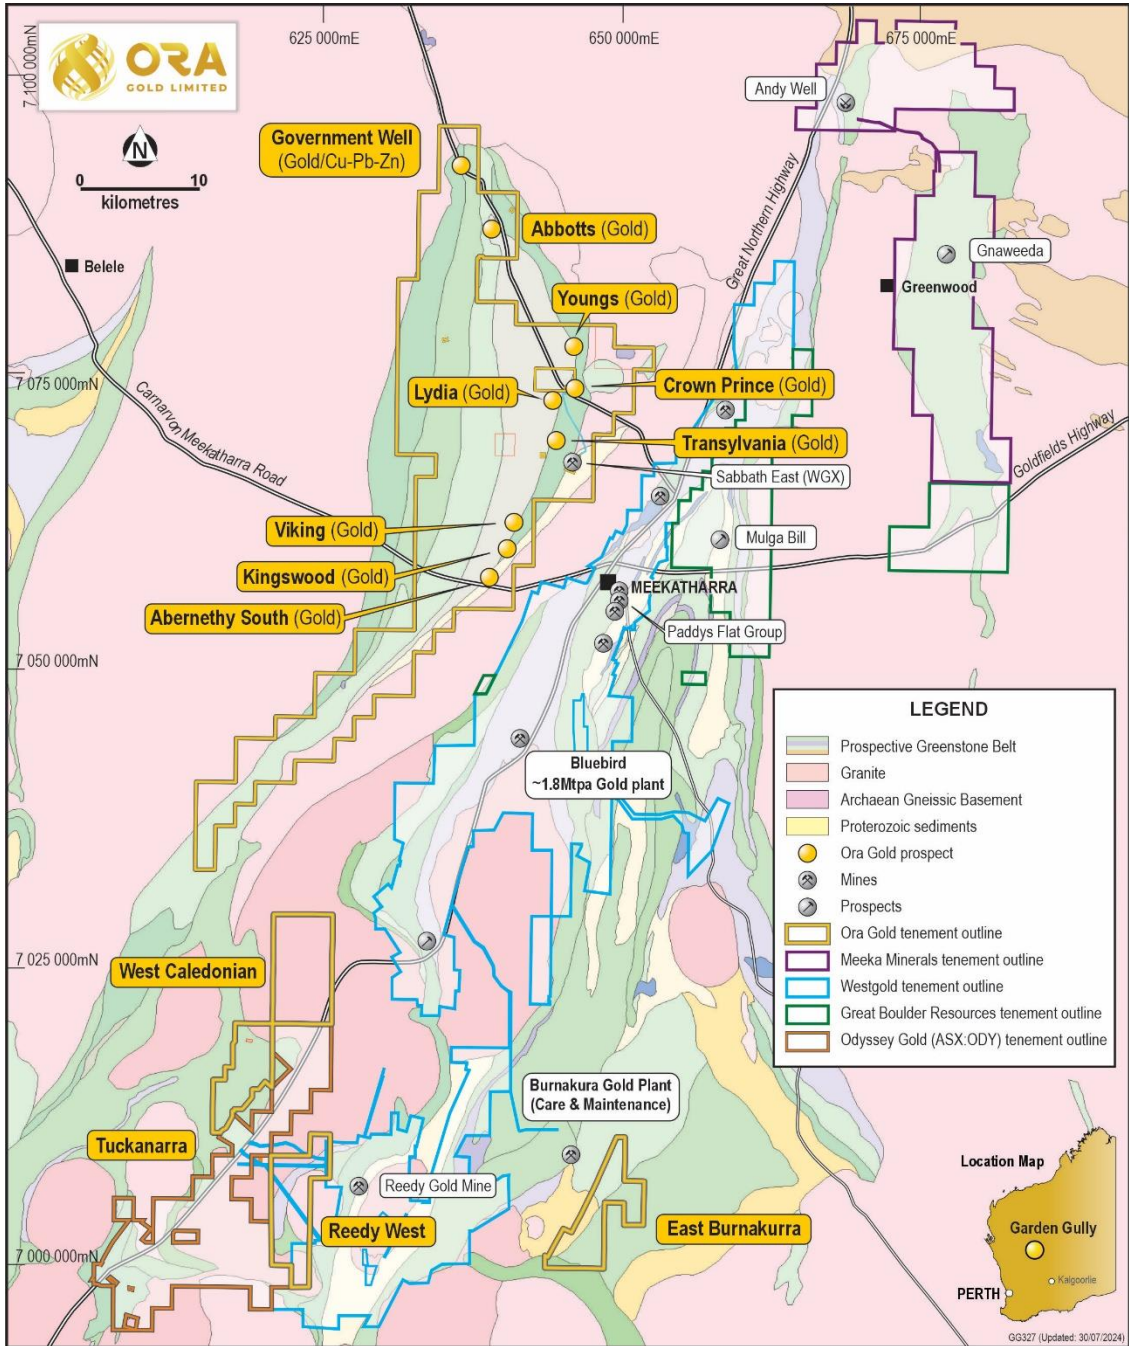 625 000mE
650 000mE
675 000mE
7 100 000mN
ORA
GOLD LIMITED
N
0 10
kilometres
Government Well
(Gold/Cu-Pb-Zn)
Andy Well
Great Northern Highway
Abbotts (Gold)
Gnaweeda
Belele
Greenwood
Youngs (Gold)
7 075 000mN
Lydia (Gold)
Crown Prince (Gold)
Carnarvon Meekatharra Road
Transylvania (Gold)
Goldfields Highway
Sabbath East (WGX)
Viking (Gold)
Mulga Bill
Kingswood (Gold)
MEEKATHARRA
Abernethy South (Gold)
Paddys Flat Group
7 050 000mN
Bluebird
~1.8Mtpa Gold plant
LEGEND
Prospective Greenstone Belt
Granite
Archaean Gneissic Basement
Proterozoic sediments
Ora Gold prospect
Mines
Prospects
Ora Gold tenement outline
Meeka Minerals tenement outline
Westgold tenement outline
Great Boulder Resources tenement outline
Odyssey Gold (ASX:ODY) tenement outline
7 025 000mN
West Caledonian
Burnakura Gold Plant
(Care & Maintenance)
Tuckanarra
Reedy Gold Mine
Reedy West
East Burnakurra
7 000 000mN
Location Map
Garden Gully
Kalgoorlie
PERTH
GG327 (Updated: 30/07/2024)